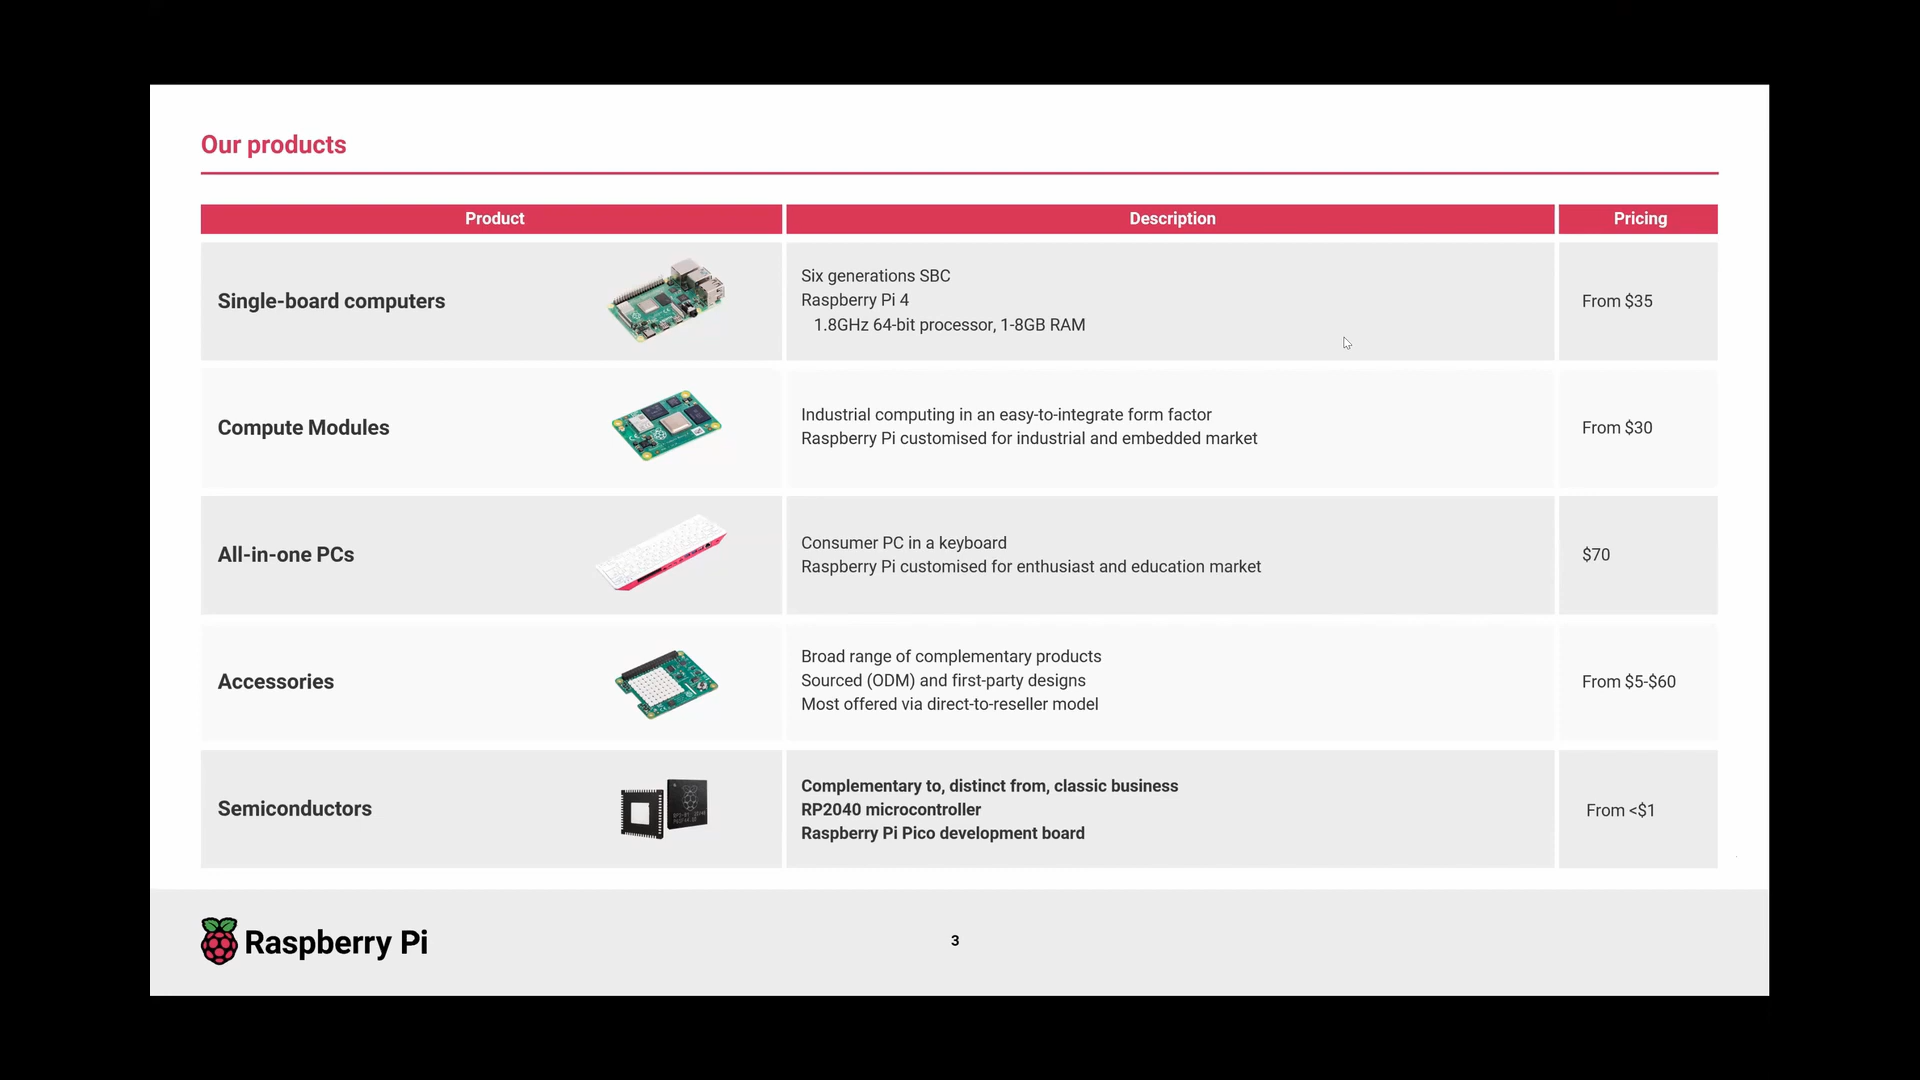 Our products
Product Description Pricing
Single-board computers
Six generations SBC
Raspberry Pi 4
1.8GHz 64-bit processor, 1-8GB RAM
From $35
Compute Modules
Industrial computing in an easy-to-integrate form factor
Raspberry Pi customised for industrial and embedded market
From $30
All-in-one PCs
Consumer PC in a keyboard
Raspberry Pi customised for enthusiast and education market
$70
Accessories
Broad range of complementary products
Sourced (ODM) and first-party designs
Most offered via direct-to-reseller model
From $5-$60
Semiconductors
Complementary to, distinct from, classic business
RP2040 microcontroller
Raspberry Pi Pico development board
From <$1
Raspberry Pi
3